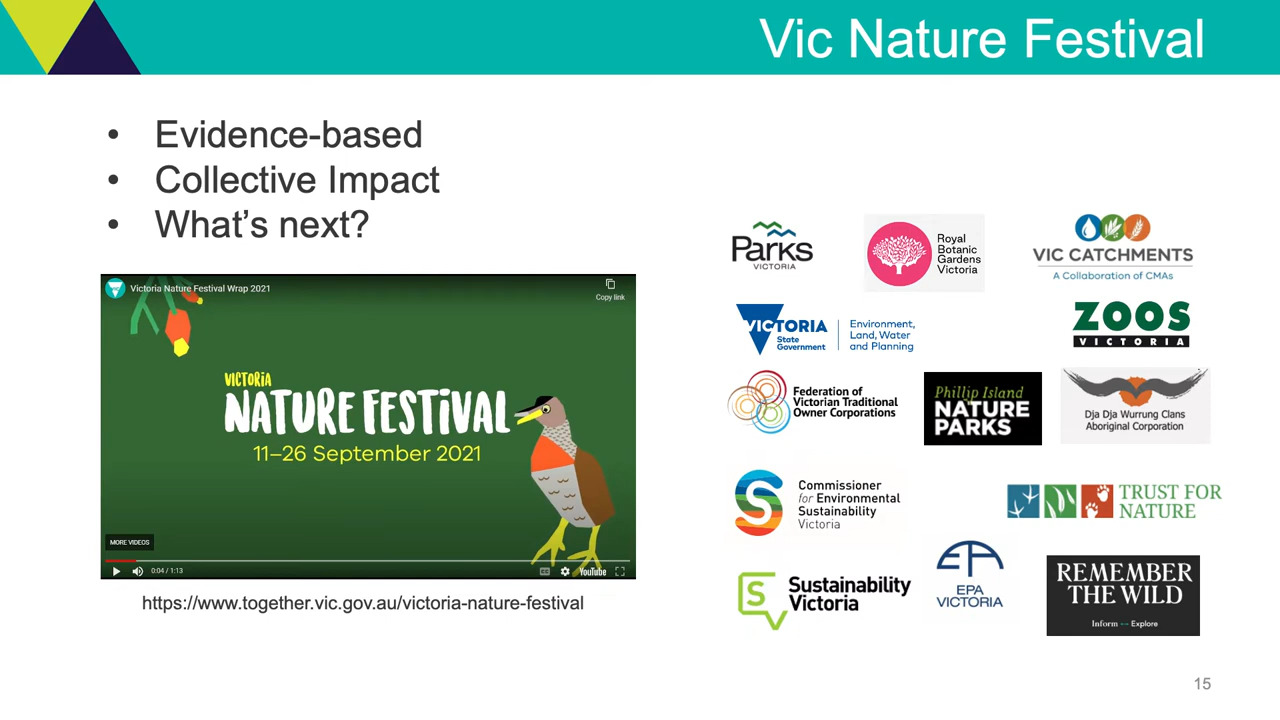 Vic Nature Festival
• Evidence-based
• Collective Impact
• What's next?
Victoria Nature Festival Wrap 2021
Copy link
VICTORIA
NATURE FESTIVAL
11–26 September 2021
MORE VIDEOS
0:04 / 1:13
CC
YouTube
https://www.together.vic.gov.au/victoria-nature-festival
Parks
VICTORIA
Royal
Botanic
Gardens
Victoria
VIC CATCHMENTS
A Collaboration of CMAs
VICTORIA
State
Government
Environment,
Land, Water
and Planning
ZOOS
VICTORIA
Federation of
Victorian Traditional
Owner Corporations
Phillip Island
NATURE
PARKS
Dja Dja Wurrung Clans
Aboriginal Corporation
Commissioner
for Environmental
Sustainability
Victoria
TRUST FOR
NATURE
Sustainability
Victoria
EPA
VICTORIA
REMEMBER
THE WILD
Inform -- Explore
15